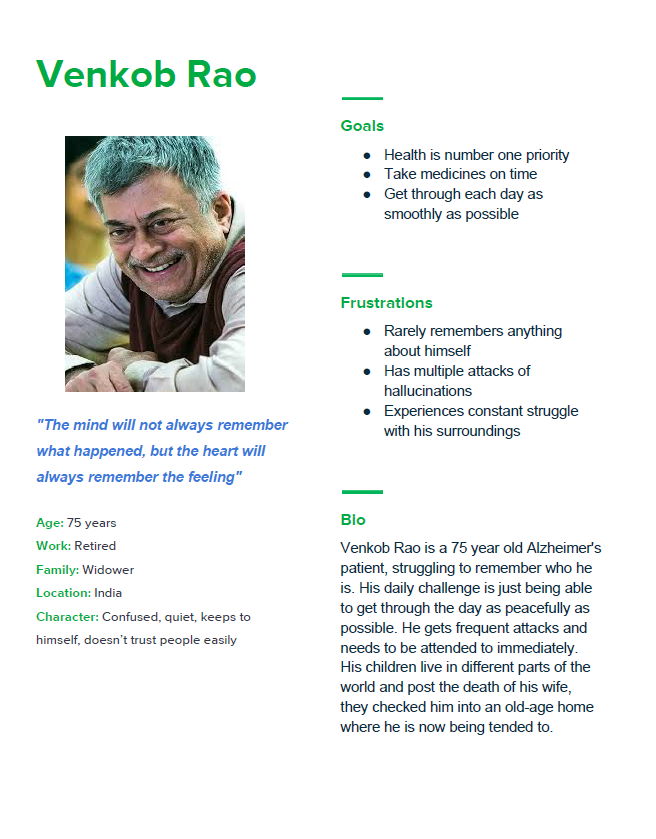 Venkob Rao
"The mind will not always remember
what happened, but the heart will
always remember the feeling"
Age: 75 years
Work: Retired
Family: Widower
Location: India
Character: Confused, quiet, keeps to
himself, doesn’t trust people easily
Goals
● Health is number one priority
● Take medicines on time
● Get through each day as
smoothly as possible
Frustrations
● Rarely remembers anything
about himself
● Has multiple attacks of
hallucinations
● Experiences constant struggle
with his surroundings
Bio
Venkob Rao is a 75 year old Alzheimer's
patient, struggling to remember who he
is. His daily challenge is just being able
to get through the day as peacefully as
possible. He gets frequent attacks and
needs to be attended to immediately.
His children live in different parts of the
world and post the death of his wife,
they checked him into an old-age home
where he is now being tended to.